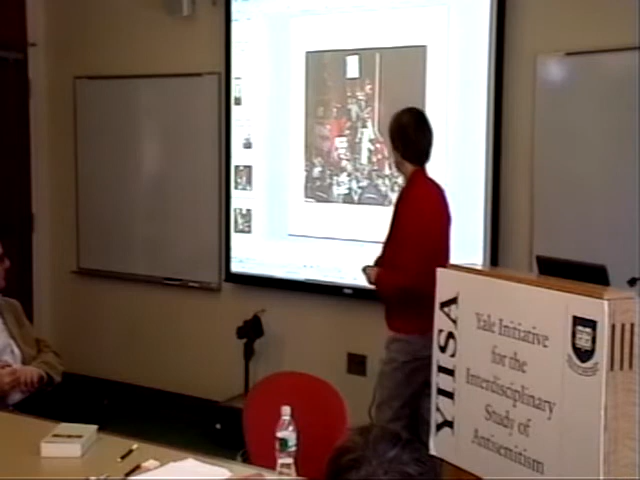 YIISA
Yale Initiative
for the
Interdisciplinary
Study of
Antisemitism